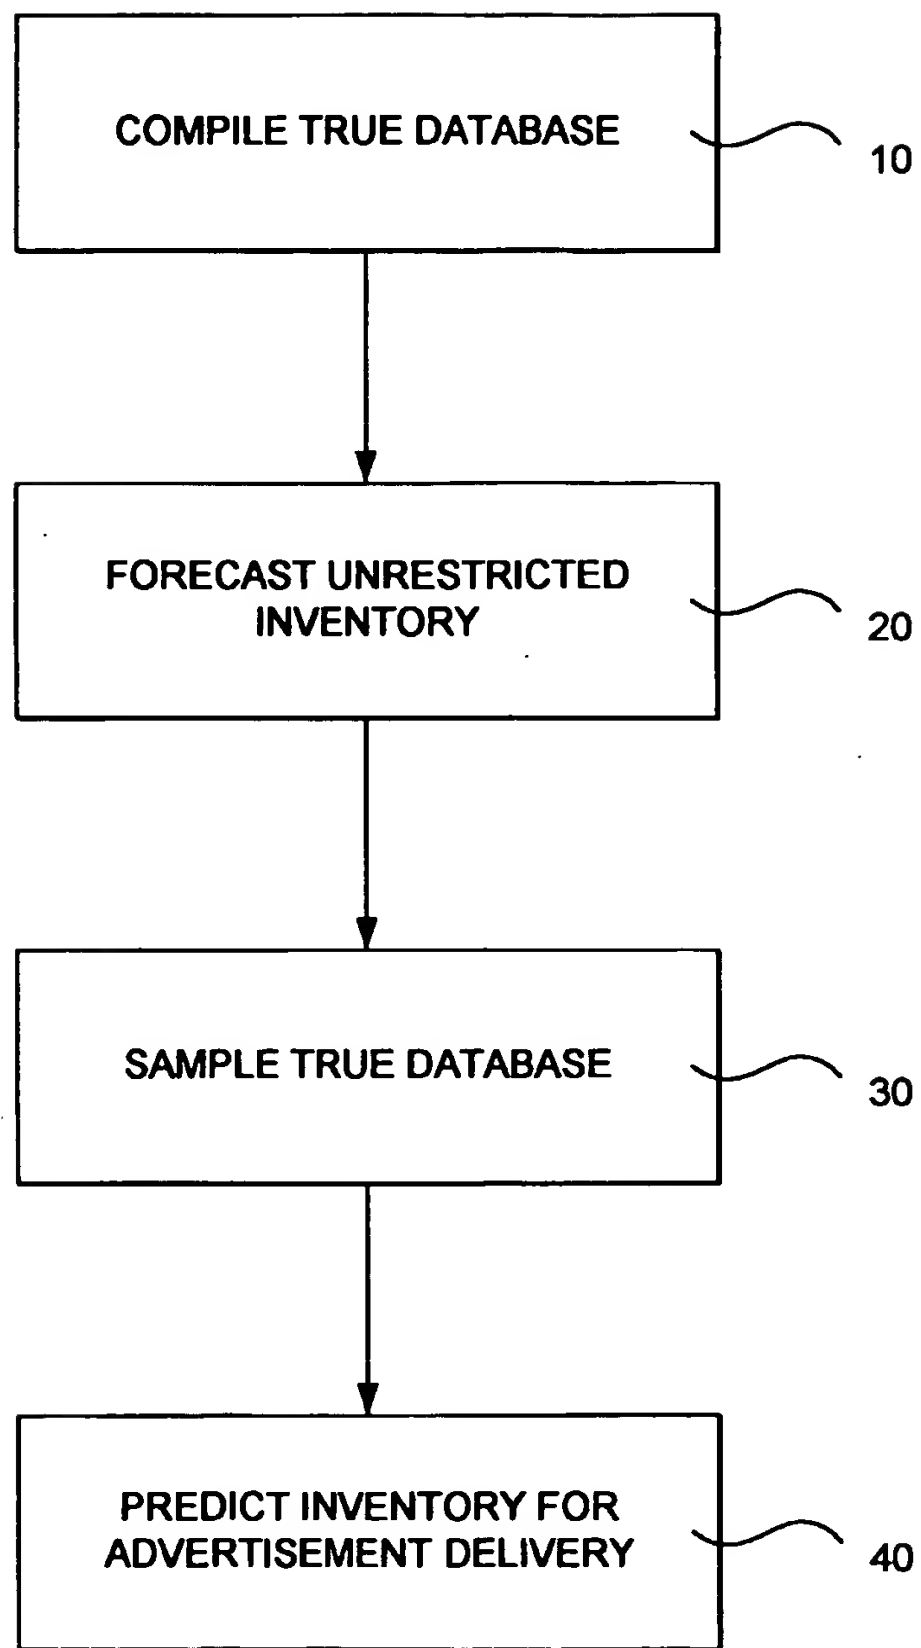 COMPILE TRUE DATABASE
10
FORECAST UNRESTRICTED
INVENTORY
20
SAMPLE TRUE DATABASE
30
PREDICT INVENTORY FOR
ADVERTISEMENT DELIVERY
40